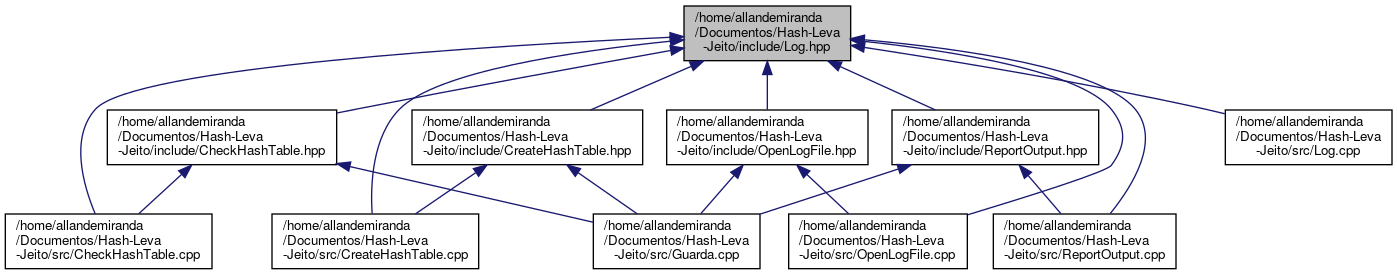 /home/allandemiranda
/Documentos/Hash-Leva
-Jeito/include/Log.hpp
/home/allandemiranda
/Documentos/Hash-Leva
-Jeito/include/CheckHashTable.hpp
/home/allandemiranda
/Documentos/Hash-Leva
-Jeito/include/CreateHashTable.hpp
/home/allandemiranda
/Documentos/Hash-Leva
-Jeito/include/OpenLogFile.hpp
/home/allandemiranda
/Documentos/Hash-Leva
-Jeito/include/ReportOutput.hpp
/home/allandemiranda
/Documentos/Hash-Leva
-Jeito/src/Log.cpp
/home/allandemiranda
/Documentos/Hash-Leva
-Jeito/src/CheckHashTable.cpp
/home/allandemiranda
/Documentos/Hash-Leva
-Jeito/src/CreateHashTable.cpp
/home/allandemiranda
/Documentos/Hash-Leva
-Jeito/src/Guarda.cpp
/home/allandemiranda
/Documentos/Hash-Leva
-Jeito/src/OpenLogFile.cpp
/home/allandemiranda
/Documentos/Hash-Leva
-Jeito/src/ReportOutput.cpp